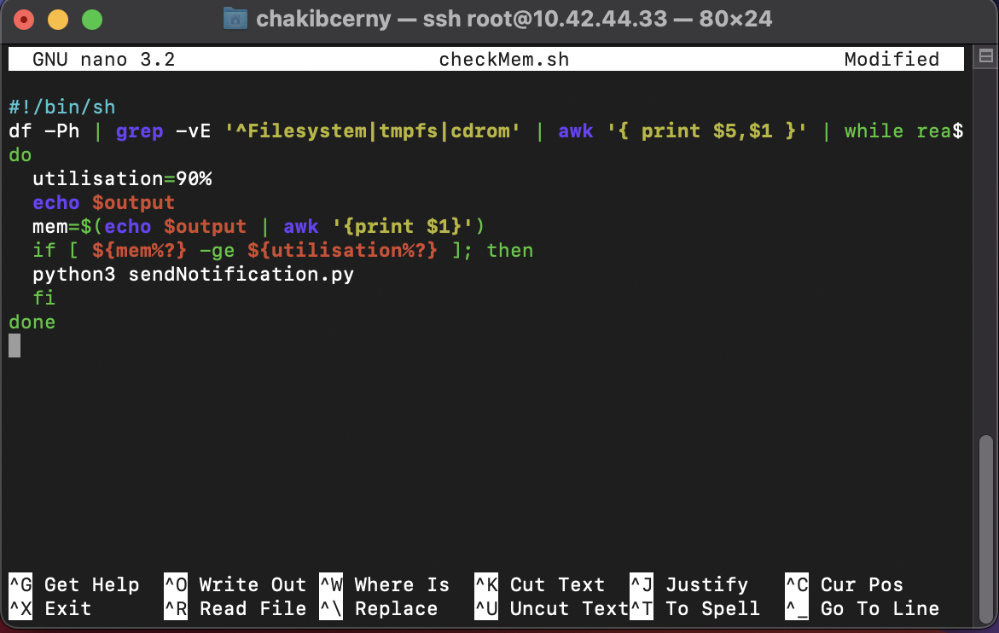 chakibcerny — ssh root@10.42.44.33 — 80×24
GNU nano 3.2 checkMem.sh Modified
#!/bin/sh
df -Ph | grep -vE '^Filesystem|tmpfs|cdrom' | awk '{ print $5,$1 }' | while rea$
do
  utilisation=90%
  echo $output
  mem=$(echo $output | awk '{print $1}')
  if [ ${mem%?} -ge ${utilisation%?} ]; then
  python3 sendNotification.py
  fi
done
^G Get Help ^O Write Out ^W Where Is ^K Cut Text ^J Justify ^C Cur Pos
^X Exit ^R Read File ^\ Replace ^U Uncut Text ^T To Spell ^_ Go To Line